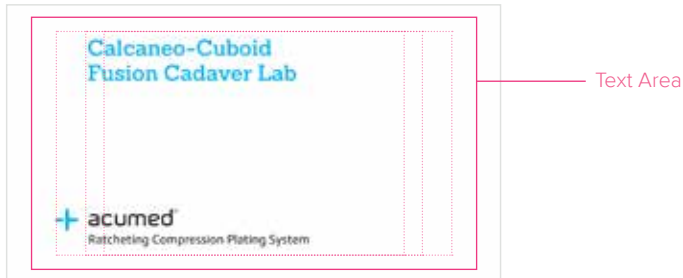 Calcaneo-Cuboid
Fusion Cadaver Lab
Text Area
acumed
Ratcheting Compression Plating System